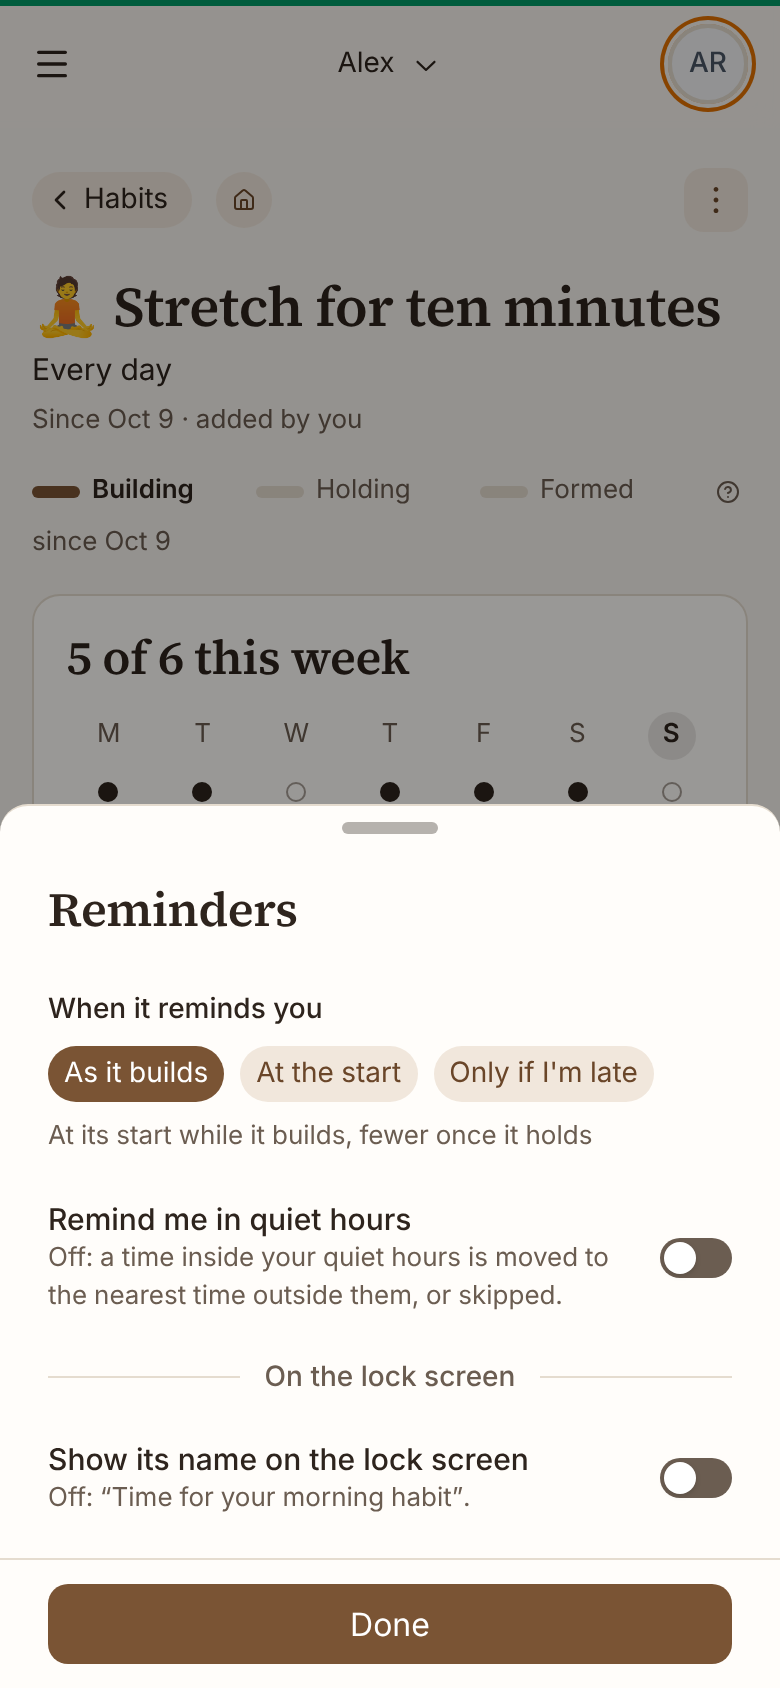 Alex
AR
Habits
Stretch for ten minutes
Every day
Since Oct 9 · added by you
Building
Holding
Formed
since Oct 9
5 of 6 this week
M T W T F S S
Reminders
When it reminds you
As it builds
At the start
Only if I'm late
At its start while it builds, fewer once it holds
Remind me in quiet hours
Off: a time inside your quiet hours is moved to
the nearest time outside them, or skipped.
On the lock screen
Show its name on the lock screen
Off: “Time for your morning habit”.
Done